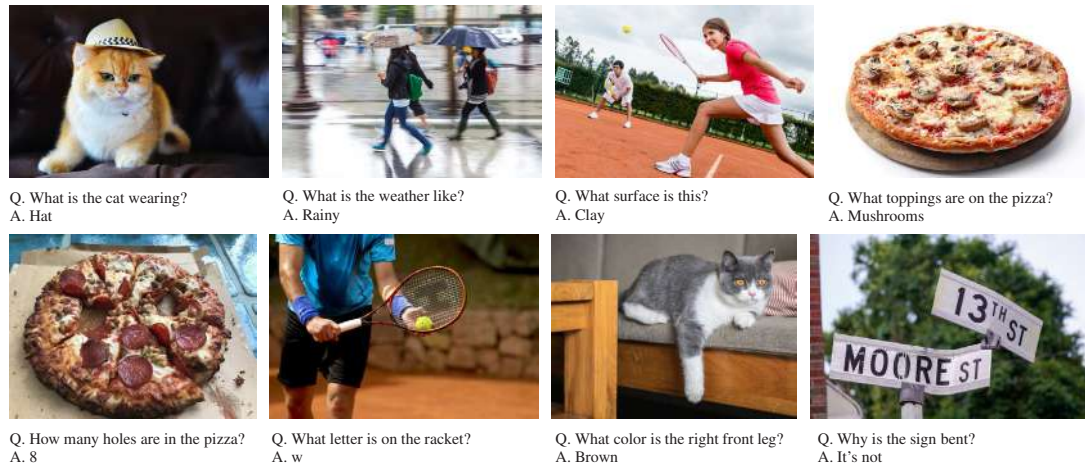 Q. What is the cat wearing?
A. Hat
Q. What is the weather like?
A. Rainy
Q. What surface is this?
A. Clay
Q. What toppings are on the pizza?
A. Mushrooms
13TH ST
MOORE ST
Q. How many holes are in the pizza?
A. 8
Q. What letter is on the racket?
A. w
Q. What color is the right front leg?
A. Brown
Q. Why is the sign bent?
A. It's not